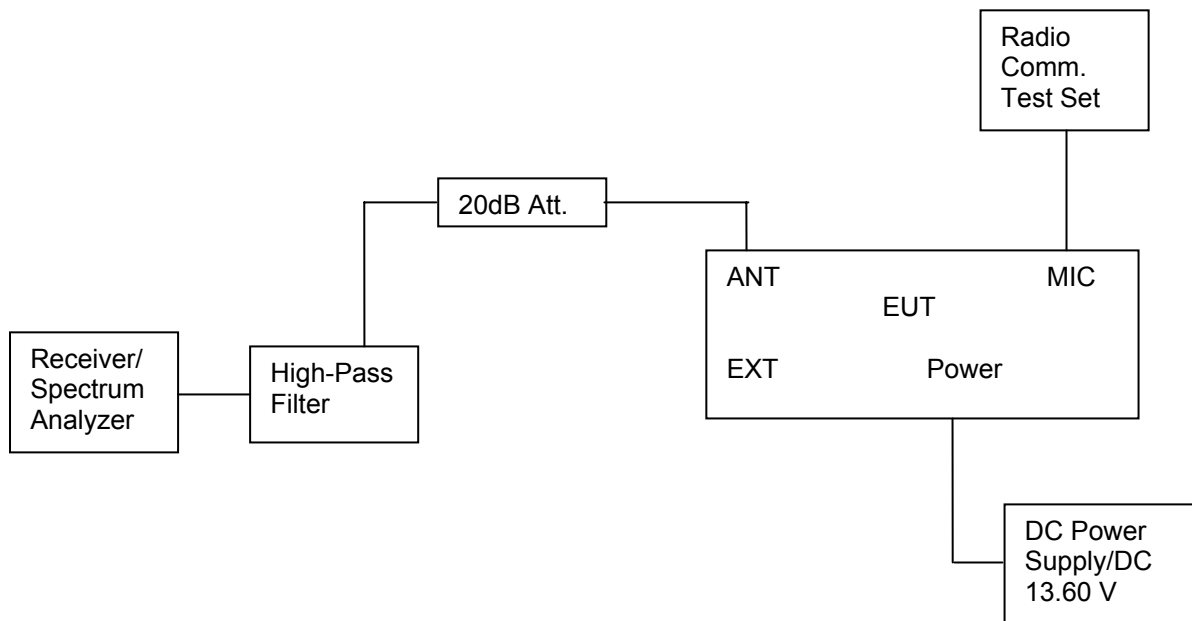 Radio
Comm.
Test Set
20dB Att.
ANT
MIC
EUT
EXT
Power
Receiver/
Spectrum
Analyzer
High-Pass
Filter
DC Power
Supply/DC
13.60 V